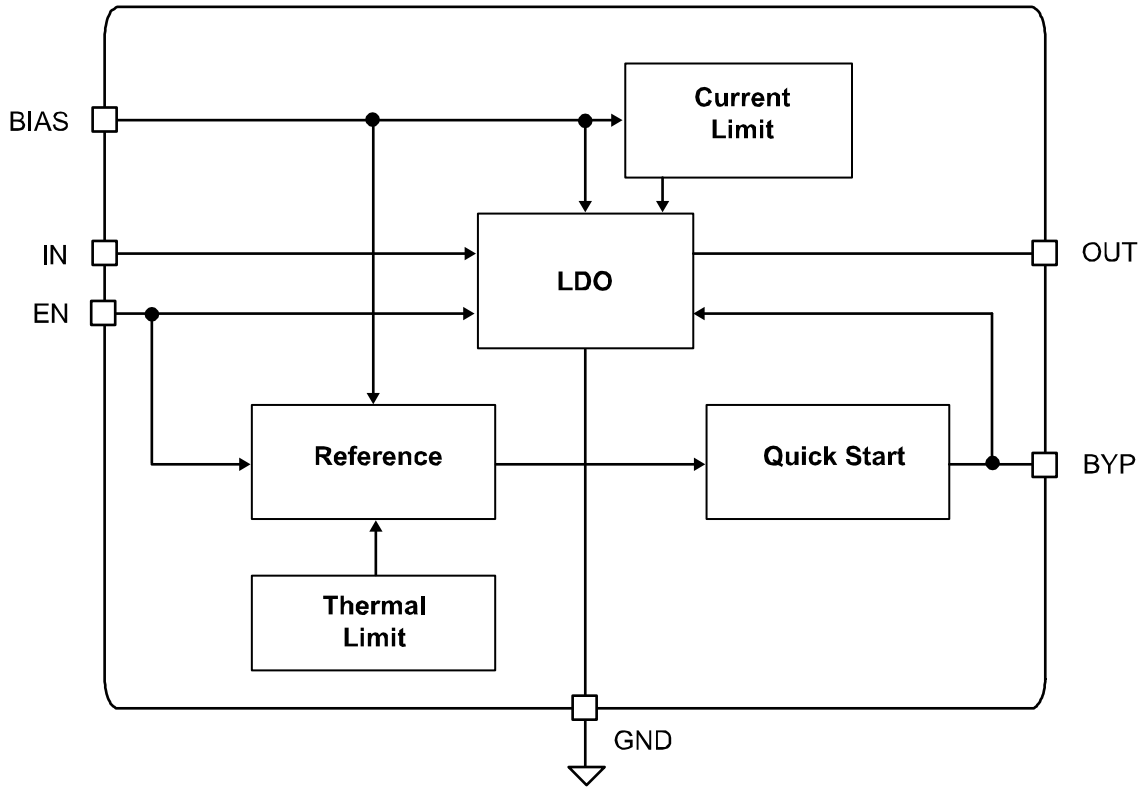 BIAS
Current
Limit
IN
LDO
OUT
EN
Reference
Quick Start
BYP
Thermal
Limit
GND